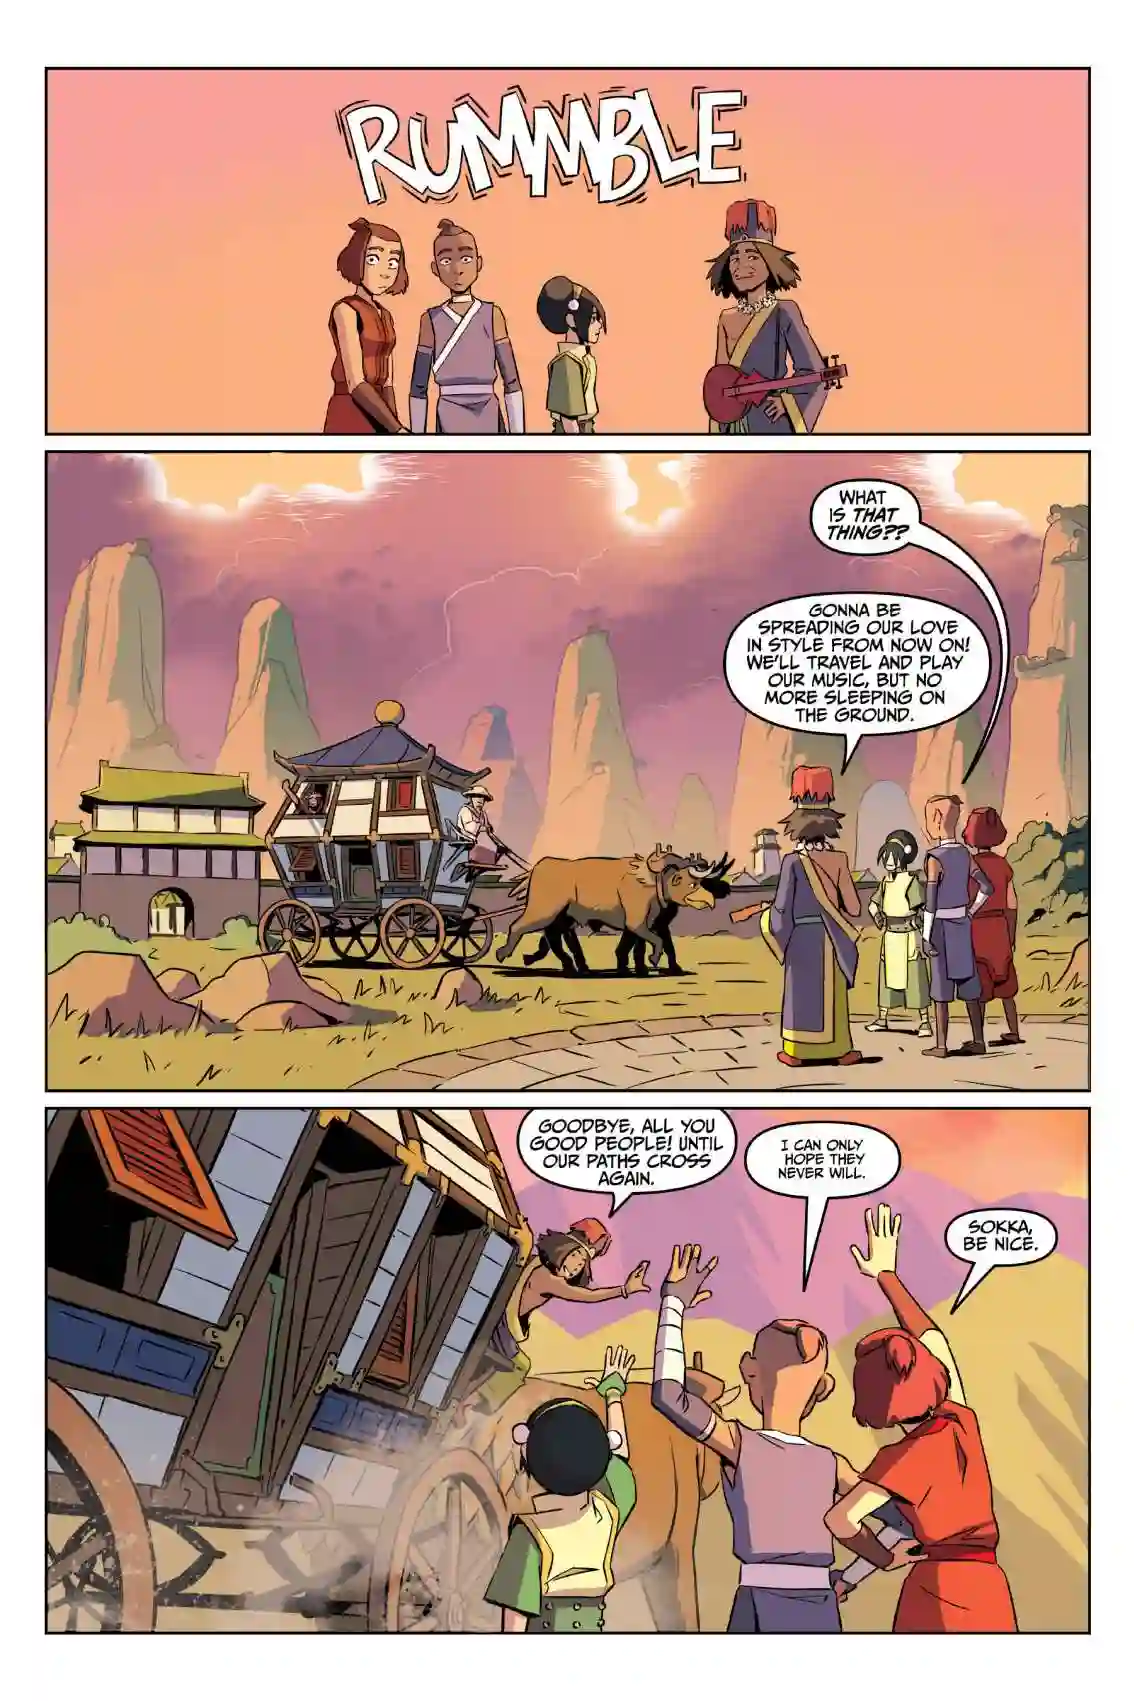 RUMMMBLE
WHAT
IS THAT
THING??
GONNA BE
SPREADING OUR LOVE
IN STYLE FROM NOW ON!
WE'LL TRAVEL AND PLAY
OUR MUSIC, BUT NO
MORE SLEEPING ON
THE GROUND.
GOODBYE, ALL YOU
GOOD PEOPLE! UNTIL
OUR PATHS CROSS
AGAIN.
I CAN ONLY
HOPE THEY
NEVER WILL.
SOKKA,
BE NICE.